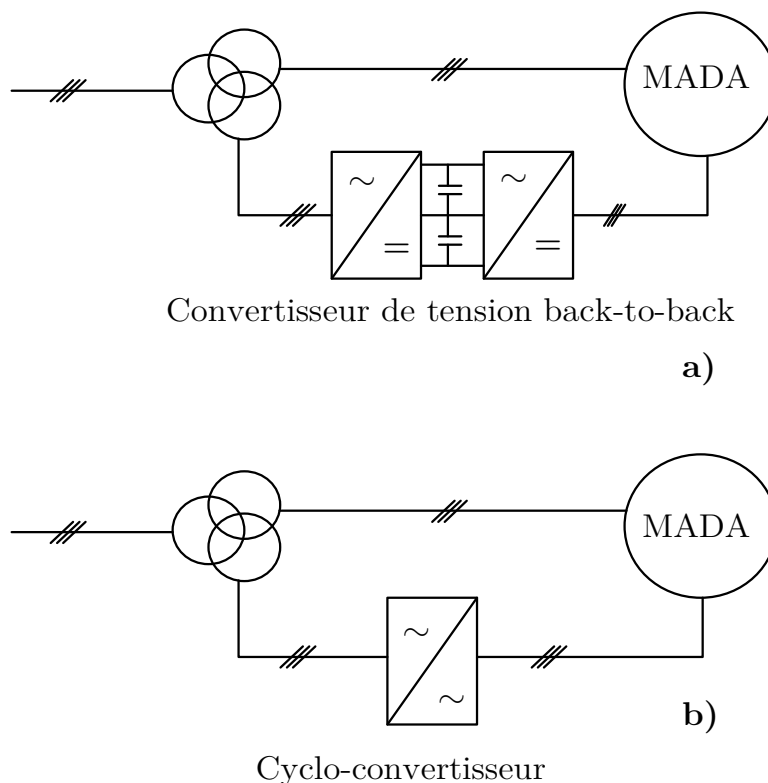 MADA
~
=
~
=
Convertisseur de tension back-to-back
a)
MADA
~
~
b)
Cyclo-convertisseur